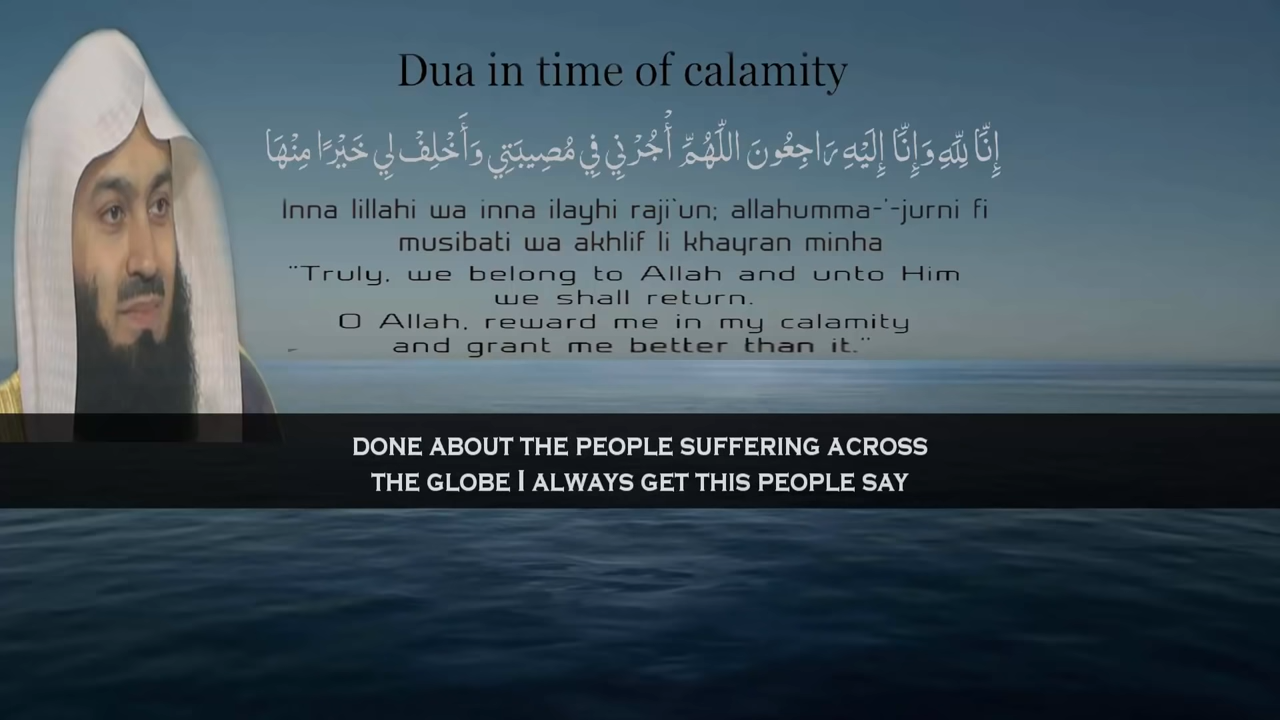 Dua in time of calamity
إِنَّا لِلَّهِ وَإِنَّا إِلَيْهِ رَاجِعُونَ اللَّهُمَّ أْجُرْنِي فِي مُصِيبَتِي وَأَخْلِفْ لِي خَيْرًا مِنْهَا
Inna lillahi wa inna ilayhi raji`un; allahumma-'-jurni fi
musibati wa akhlif li khayran minha
"Truly, we belong to Allah and unto Him
we shall return.
O Allah, reward me in my calamity
and grant me better than it."
DONE ABOUT THE PEOPLE SUFFERING ACROSS
THE GLOBE I ALWAYS GET THIS PEOPLE SAY